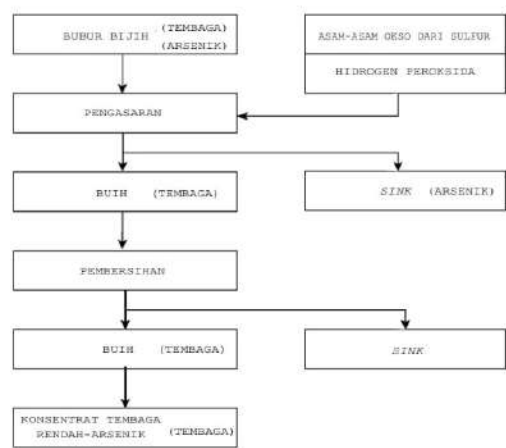 BUBUR BIJIH (TEMBAGA)
(ARSENIK)
ASAM-ASAM OKSO DARI SULFUR
HIDROGEN PEROKSIDA
PENGASARAN
BUIH (TEMBAGA)
SINK (ARSENIK)
PEMBERSIHAN
BUIH (TEMBAGA)
SINK
KONSENTRAT TEMBAGA
RENDAH-ARSENIK (TEMBAGA)